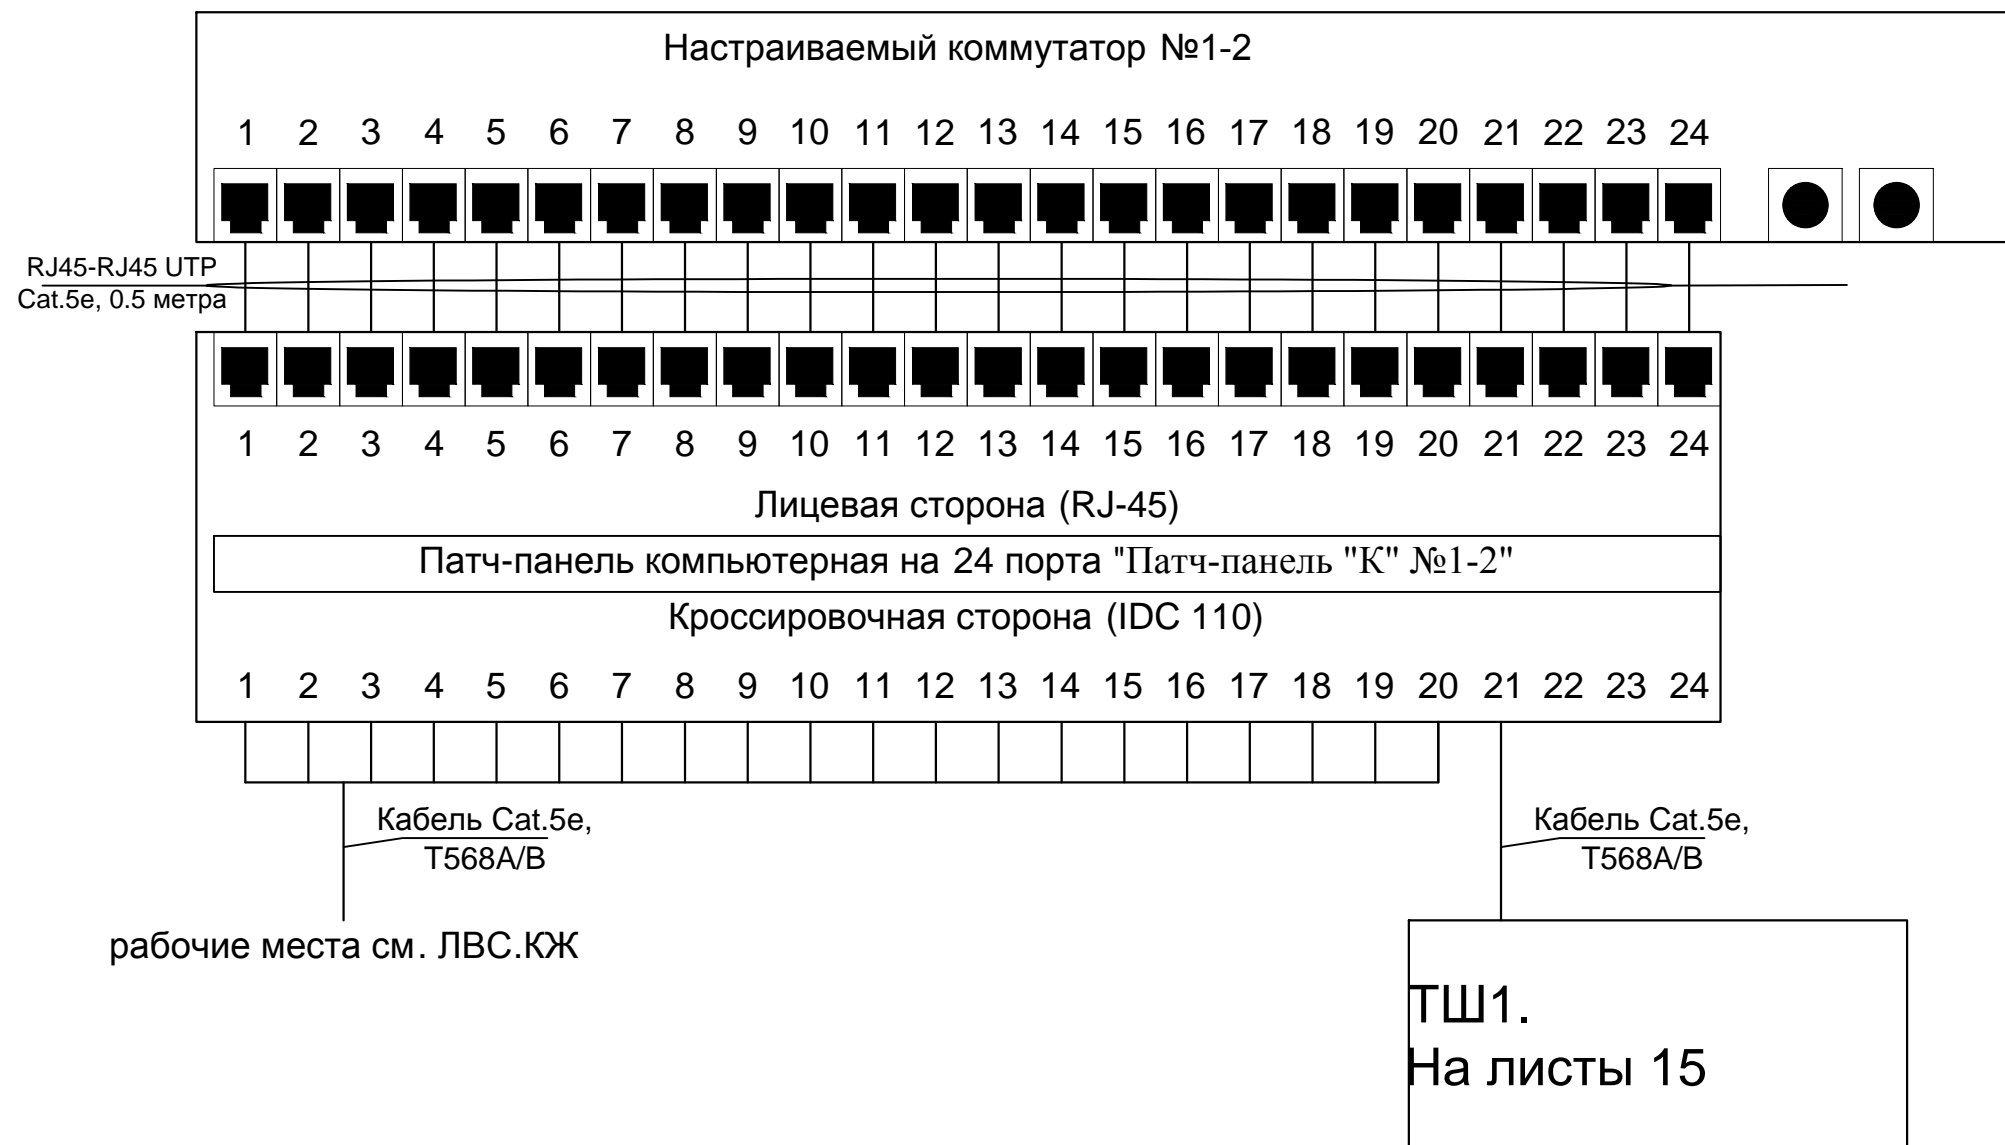 Настраиваемый коммутатор №1-2
1 2 3 4 5 6 7 8 9 10 11 12 13 14 15 16 17 18 19 20 21 22 23 24
RJ45-RJ45 UTP
Cat.5e, 0.5 метра
1 2 3 4 5 6 7 8 9 10 11 12 13 14 15 16 17 18 19 20 21 22 23 24
Лицевая сторона (RJ-45)
Патч-панель компьютерная на 24 порта "Патч-панель "К" №1-2"
Кроссировочная сторона (IDC 110)
1 2 3 4 5 6 7 8 9 10 11 12 13 14 15 16 17 18 19 20 21 22 23 24
Кабель Cat.5e,
T568A/B
Кабель Cat.5e,
T568A/B
рабочие места см. ЛВС.КЖ
ТШ1.
На листы 15